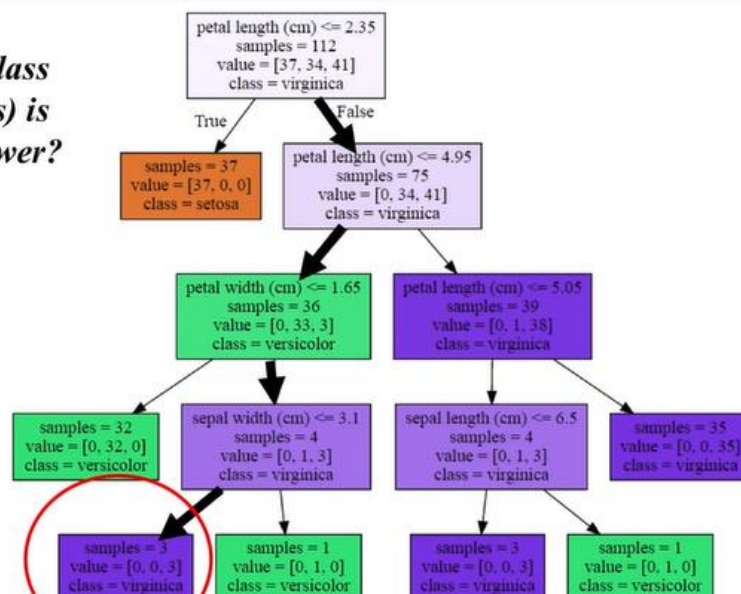 petal length (cm) <= 2.35
samples = 112
value = [37, 34, 41]
class = virginica
lass
s) is
wer?
True
False
samples = 37
value = [37, 0, 0]
class = setosa
petal length (cm) <= 4.95
samples = 75
value = [0, 34, 41]
class = virginica
petal width (cm) <= 1.65
samples = 36
value = [0, 33, 3]
class = versicolor
petal length (cm) <= 5.05
samples = 39
value = [0, 1, 38]
class = virginica
samples = 32
value = [0, 32, 0]
class = versicolor
sepal width (cm) <= 3.1
samples = 4
value = [0, 1, 3]
class = virginica
sepal length (cm) <= 6.5
samples = 4
value = [0, 1, 3]
class = virginica
samples = 35
value = [0, 0, 35]
class = virginica
samples = 3
value = [0, 0, 3]
class = virginica
samples = 1
value = [0, 1, 0]
class = versicolor
samples = 3
value = [0, 0, 3]
class = virginica
samples = 1
value = [0, 1, 0]
class = versicolor